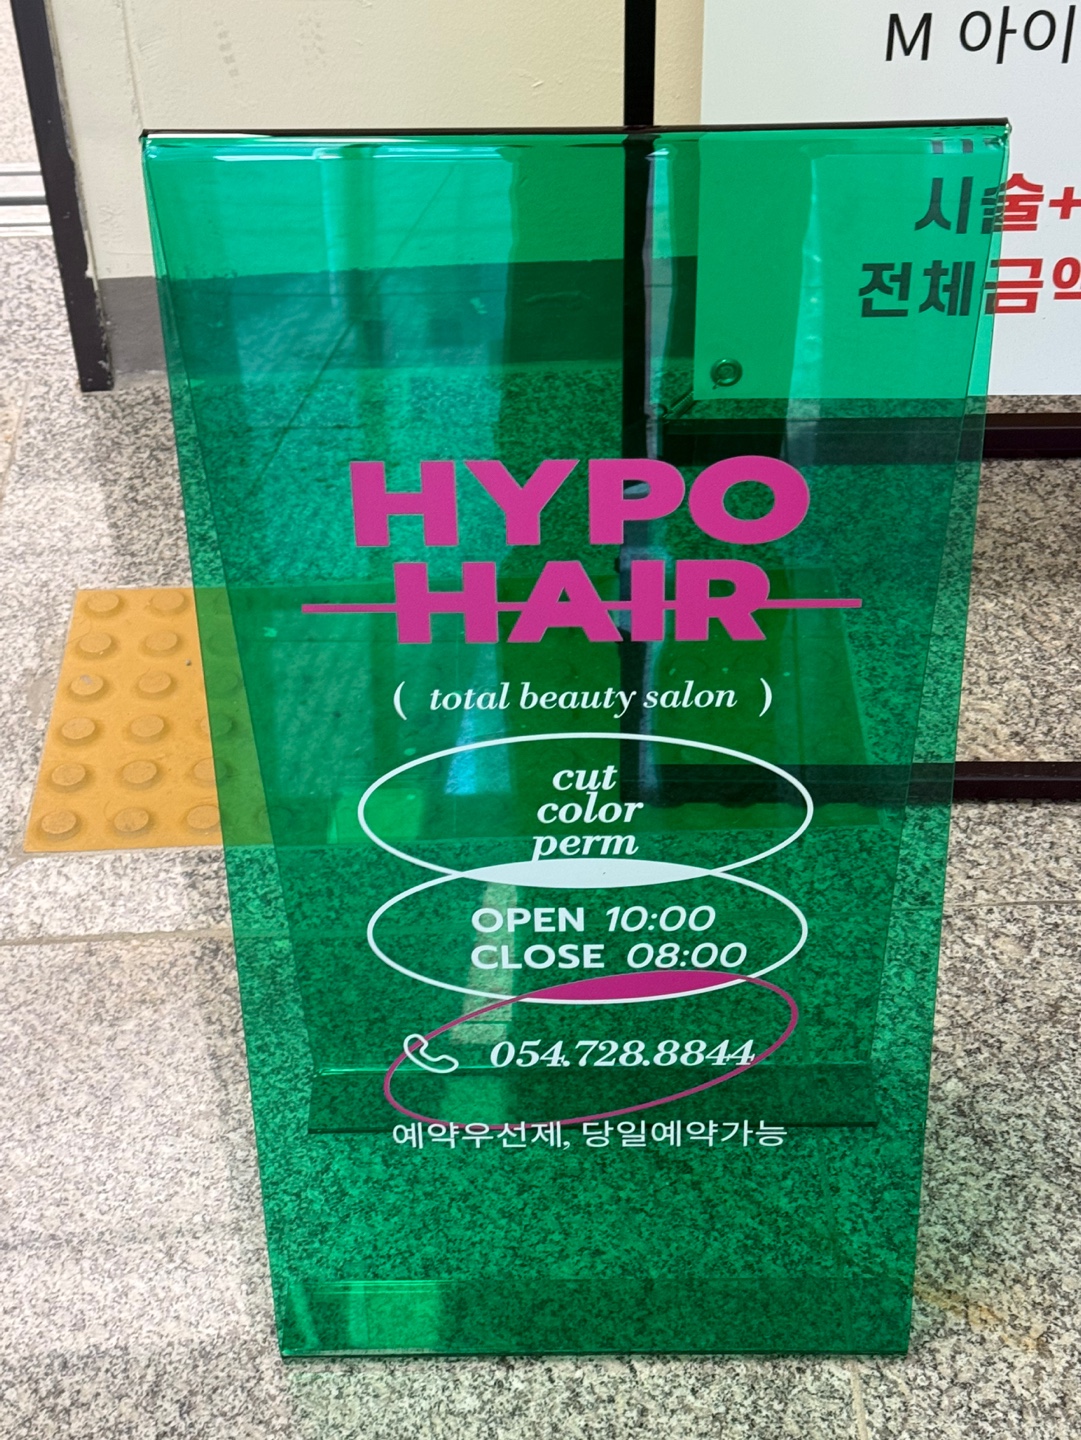 M 아이
시술+
전체금액
HYPO
HAIR
( total beauty salon )
cut
color
perm
OPEN 10:00
CLOSE 08:00
054.728.8844
예약우선제, 당일예약가능